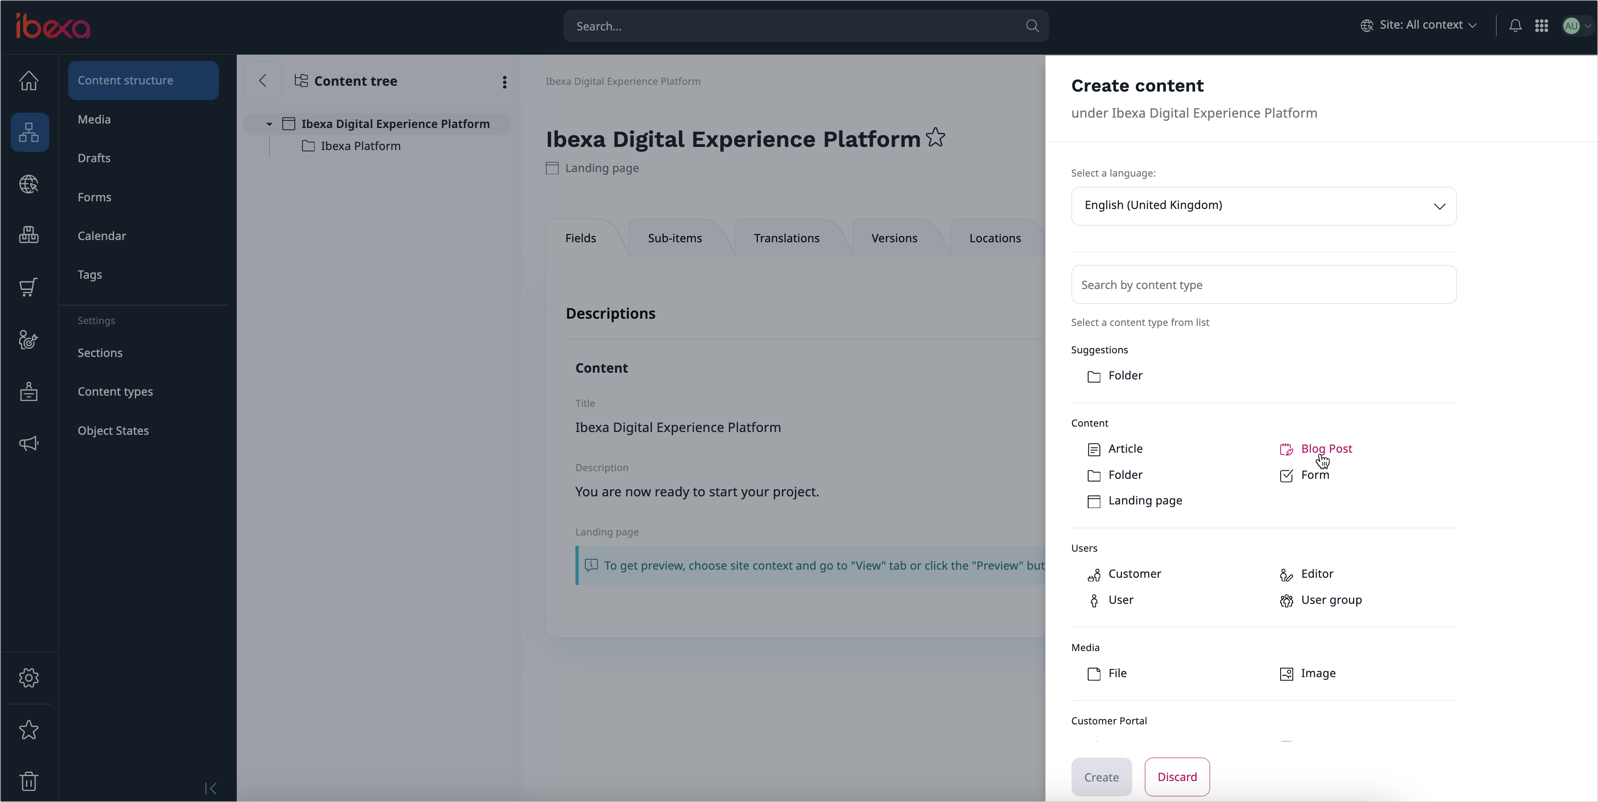 ibexa
Search...
Site: All context
AU
Content structure
Media
Drafts
Forms
Calendar
Tags
Settings
Sections
Content types
Object States
Content tree
Ibexa Digital Experience Platform
Ibexa Platform
Ibexa Digital Experience Platform
Ibexa Digital Experience Platform
Landing page
Fields
Sub-items
Translations
Versions
Locations
Descriptions
Content
Title
Ibexa Digital Experience Platform
Description
You are now ready to start your project.
Landing page
To get preview, choose site context and go to "View" tab or click the "Preview" but
Create content
under Ibexa Digital Experience Platform
Select a language:
English (United Kingdom)
Search by content type
Select a content type from list
Suggestions
Folder
Content
Article
Blog Post
Folder
Form
Landing page
Users
Customer
Editor
User
User group
Media
File
Image
Customer Portal
Create
Discard